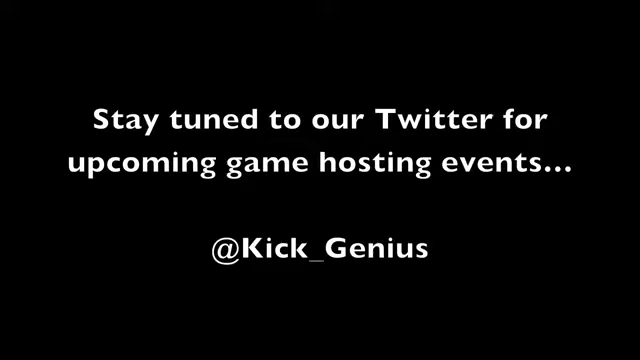 Stay tuned to our Twitter for
upcoming game hosting events...
@Kick_Genius